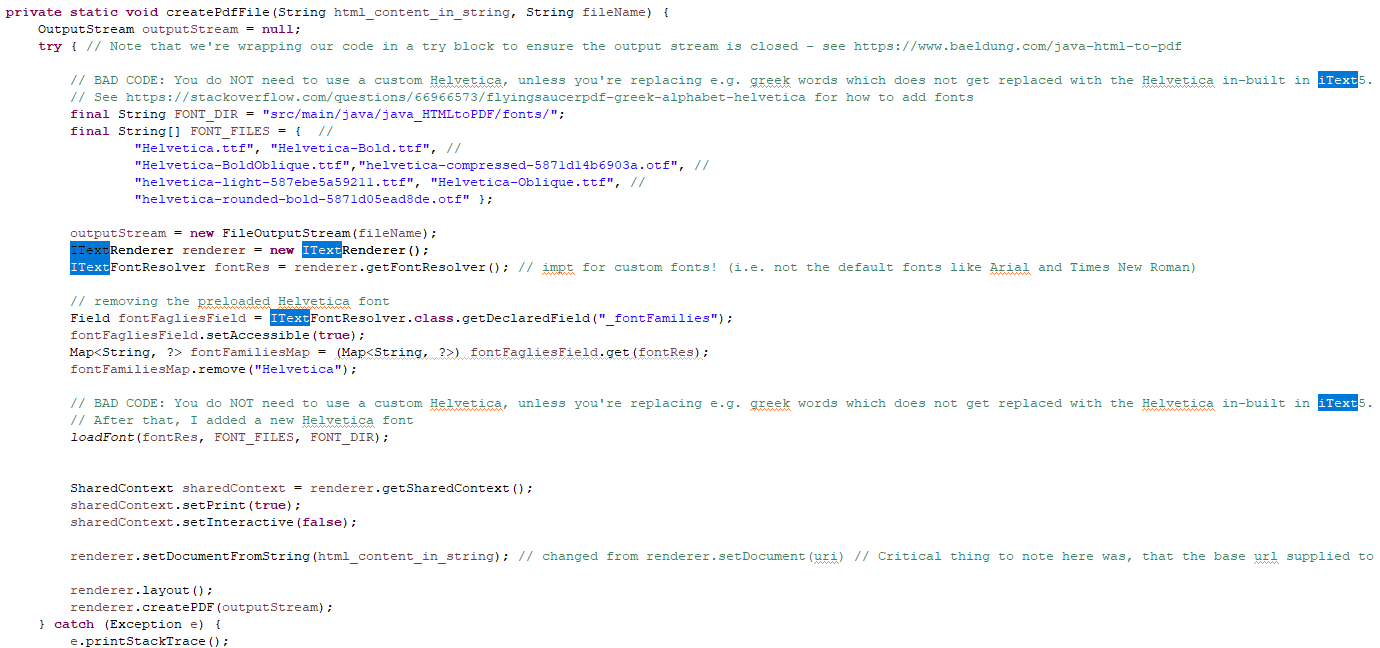 private static void createPdfFile(String html_content_in_string, String fileName) {
OutputStream outputStream = null;
try { // Note that we're wrapping our code in a try block to ensure the output stream is closed - see https://www.baeldung.com/java-html-to-pdf
// BAD CODE: You do NOT need to use a custom Helvetica, unless you're replacing e.g. greek words which does not get replaced with the Helvetica in-built in iText5.
// See https://stackoverflow.com/questions/66966573/flyingsaucerpdf-greek-alphabet-helvetica for how to add fonts
final String FONT_DIR = "src/main/java/java_HTMLtoPDF/fonts/";
final String[] FONT_FILES = { //
"Helvetica.ttf", "Helvetica-Bold.ttf", //
"Helvetica-BoldOblique.ttf","helvetica-compressed-5871d14b6903a.otf", //
"helvetica-light-587ebe5a59211.ttf", "Helvetica-Oblique.ttf", //
"helvetica-rounded-bold-5871d05ead8de.otf" };
outputStream = new FileOutputStream(fileName);
ITextRenderer renderer = new ITextRenderer();
ITextFontResolver fontRes = renderer.getFontResolver(); // impt for custom fonts! (i.e. not the default fonts like Arial and Times New Roman)
// removing the preloaded Helvetica font
Field fontFagliesField = ITextFontResolver.class.getDeclaredField("_fontFamilies");
fontFagliesField.setAccessible(true);
Map<String, ?> fontFamiliesMap = (Map<String, ?>) fontFagliesField.get(fontRes);
fontFamiliesMap.remove("Helvetica");
// BAD CODE: You do NOT need to use a custom Helvetica, unless you're replacing e.g. greek words which does not get replaced with the Helvetica in-built in iText5.
// After that, I added a new Helvetica font
loadFont(fontRes, FONT_FILES, FONT_DIR);
SharedContext sharedContext = renderer.getSharedContext();
sharedContext.setPrint(true);
sharedContext.setInteractive(false);
renderer.setDocumentFromString(html_content_in_string); // changed from renderer.setDocument(uri) // Critical thing to note here was, that the base url supplied to
renderer.layout();
renderer.createPDF(outputStream);
} catch (Exception e) {
e.printStackTrace();